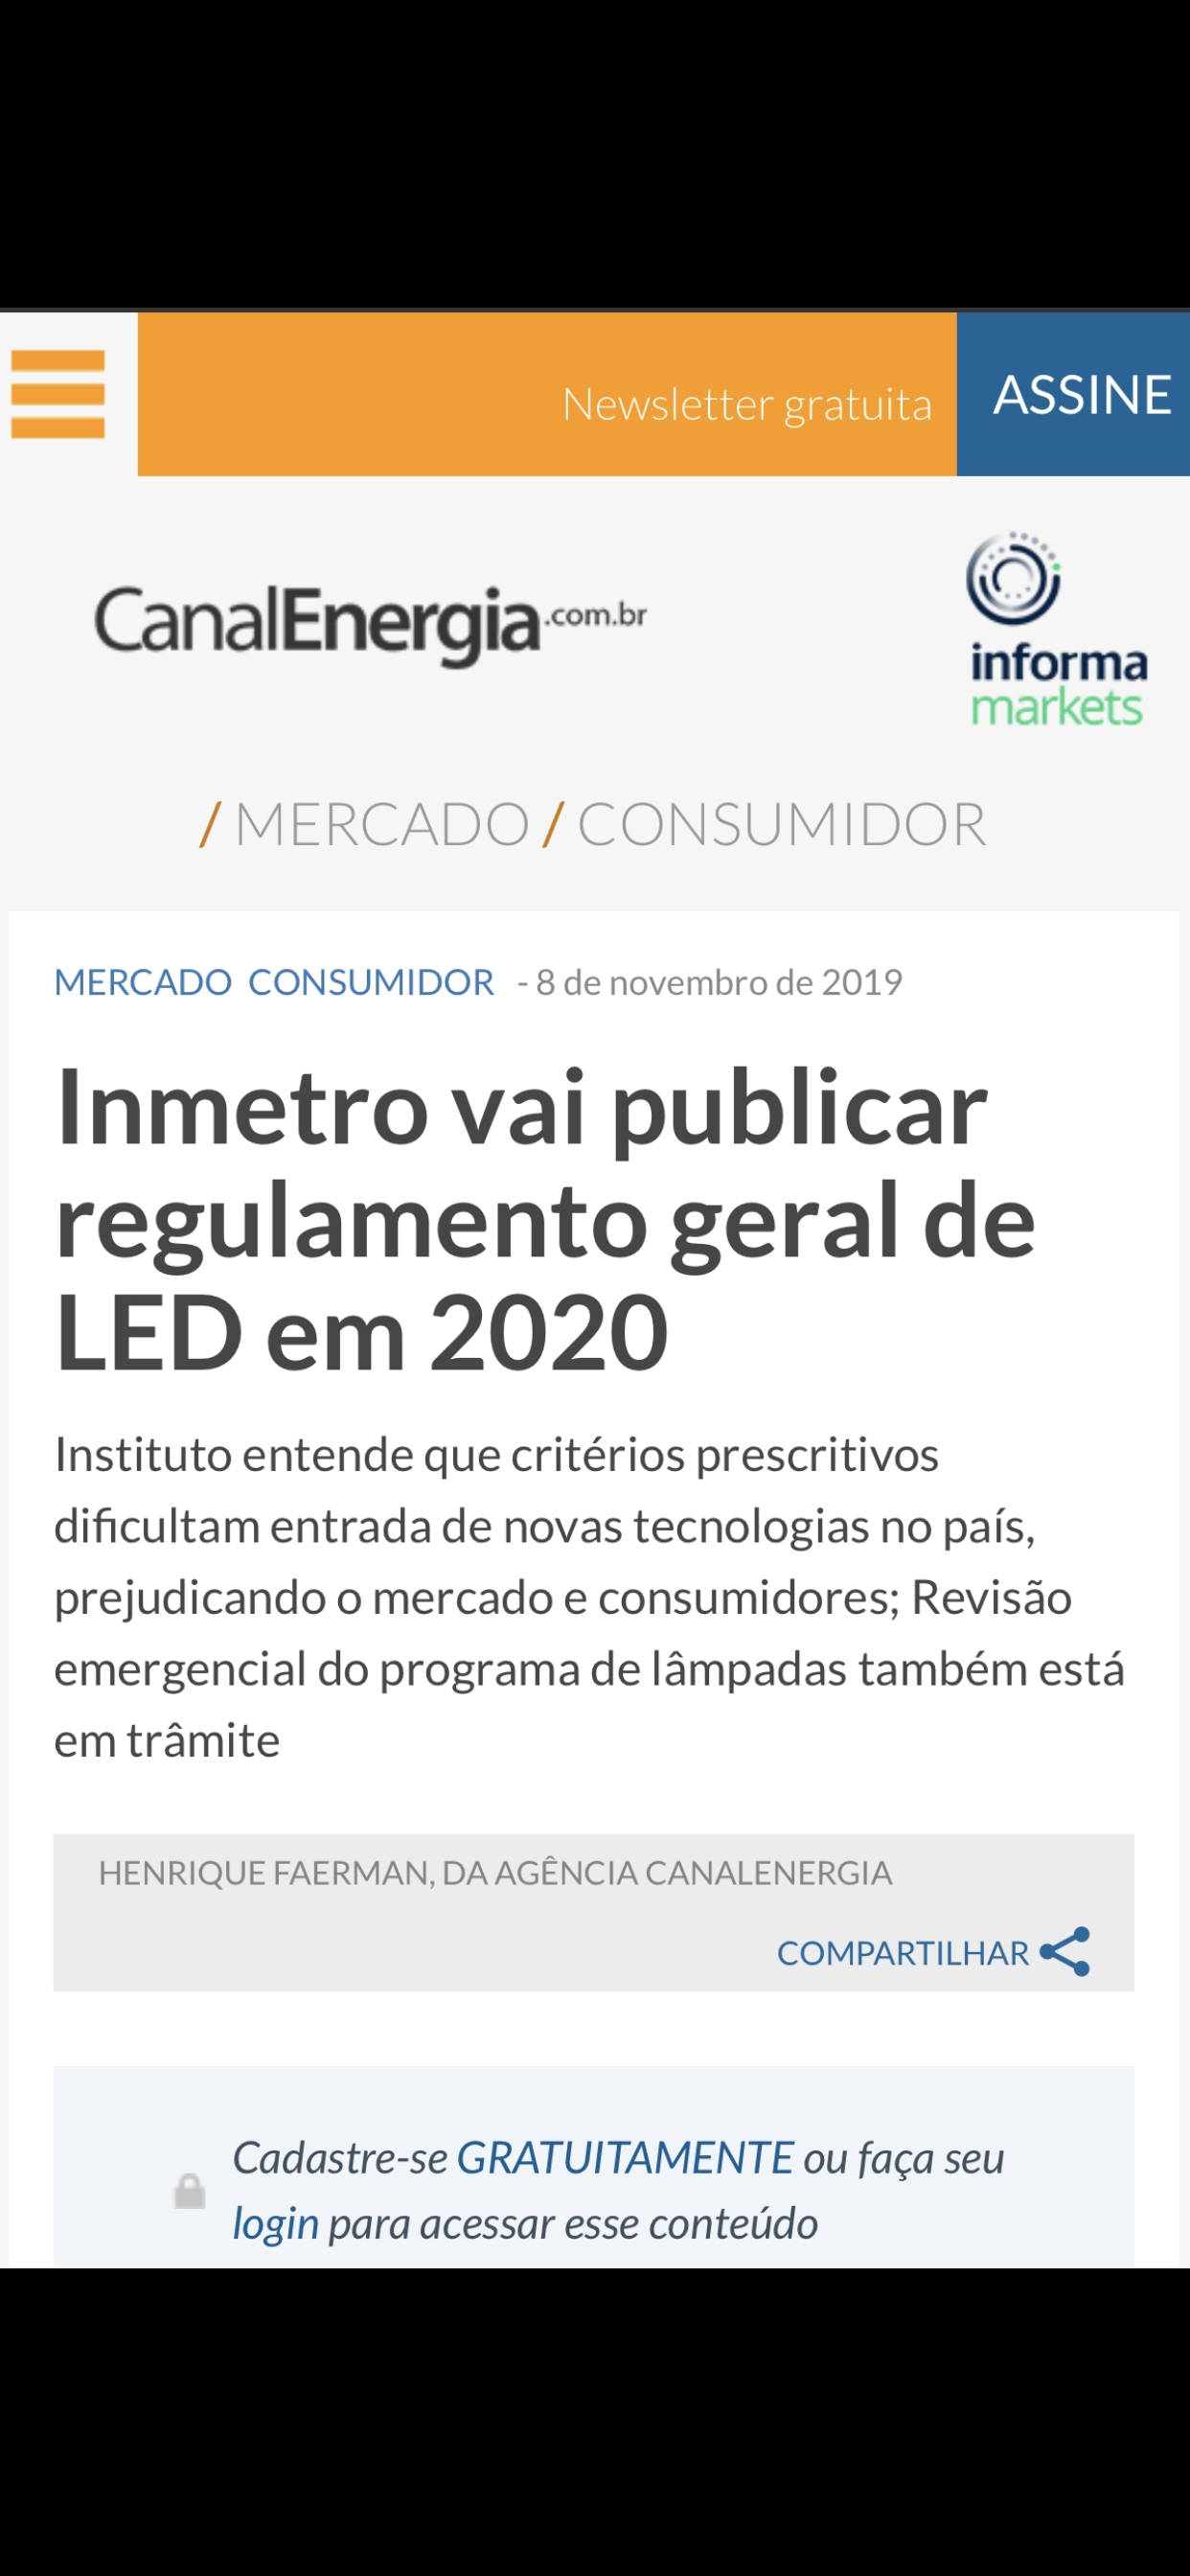 Newsletter gratuita
ASSINE
CanalEnergia.com.br
informa
markets
/ MERCADO / CONSUMIDOR
MERCADO CONSUMIDOR - 8 de novembro de 2019
Inmetro vai publicar
regulamento geral de
LED em 2020
Instituto entende que critérios prescritivos
dificultam entrada de novas tecnologias no país,
prejudicando o mercado e consumidores; Revisão
emergencial do programa de lâmpadas também está
em trâmite
HENRIQUE FAERMAN, DA AGÊNCIA CANALENERGIA
COMPARTILHAR
Cadastre-se GRATUITAMENTE ou faça seu
login para acessar esse conteúdo